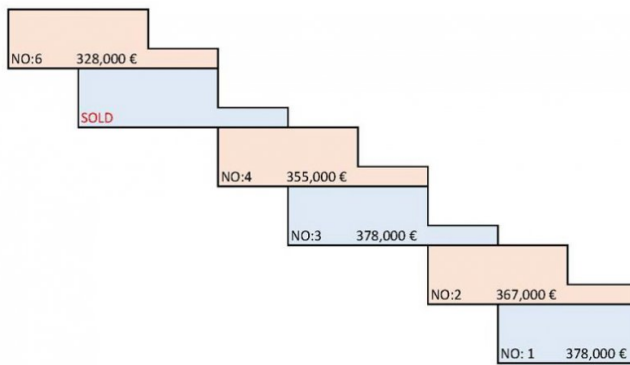 NO:6 328,000 €
SOLD
NO:4 355,000 €
NO:3 378,000 €
NO:2 367,000 €
NO: 1 378,000 €